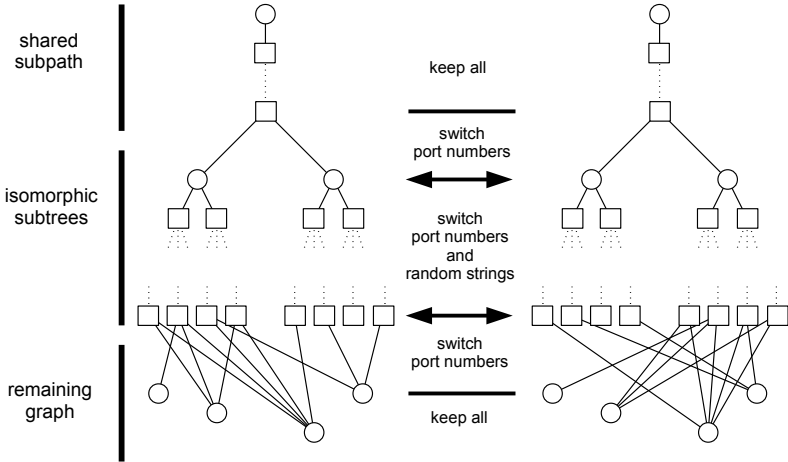 shared
subpath
keep all
switch
port numbers
isomorphic
subtrees
switch
port numbers
and
random strings
switch
port numbers
remaining
graph
keep all